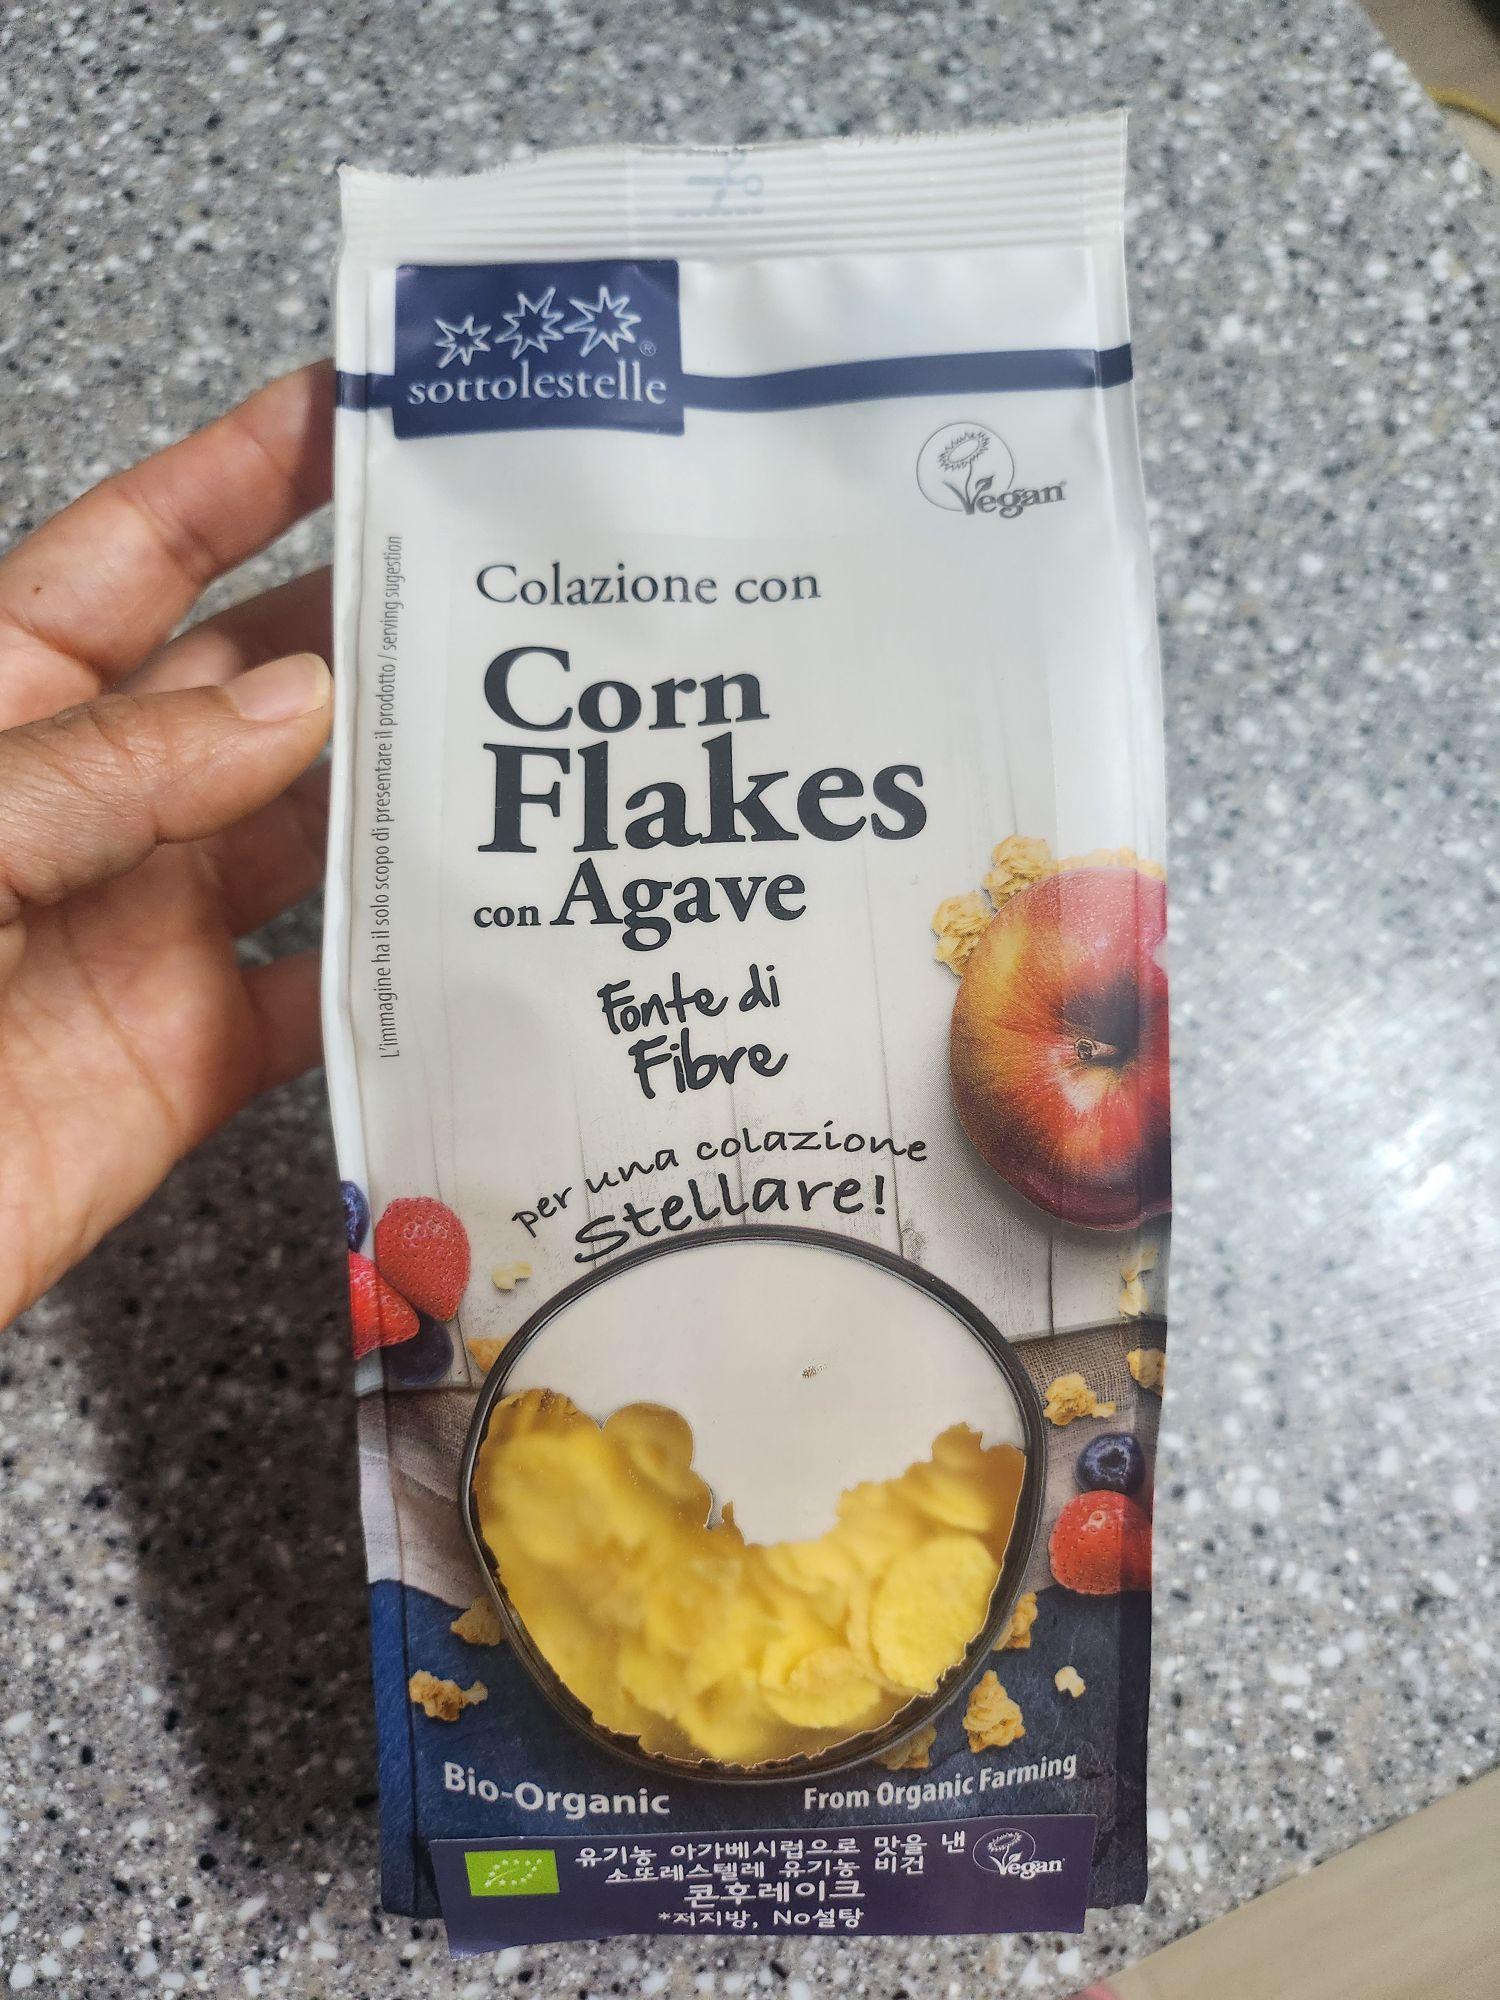 sottolestelle®
Vegan
L'immagine ha il solo scopo di presentare il prodotto / serving sugestion
Colazione con
Corn
Flakes
con Agave
Fonte di
Fibre
per una colazione
Stellare!
Bio-Organic
From Organic Farming
유기농 아가베시럽으로 맛을 낸
소또레스텔레 유기농 비건
콘후레이크
*저지방, No설탕
Vegan